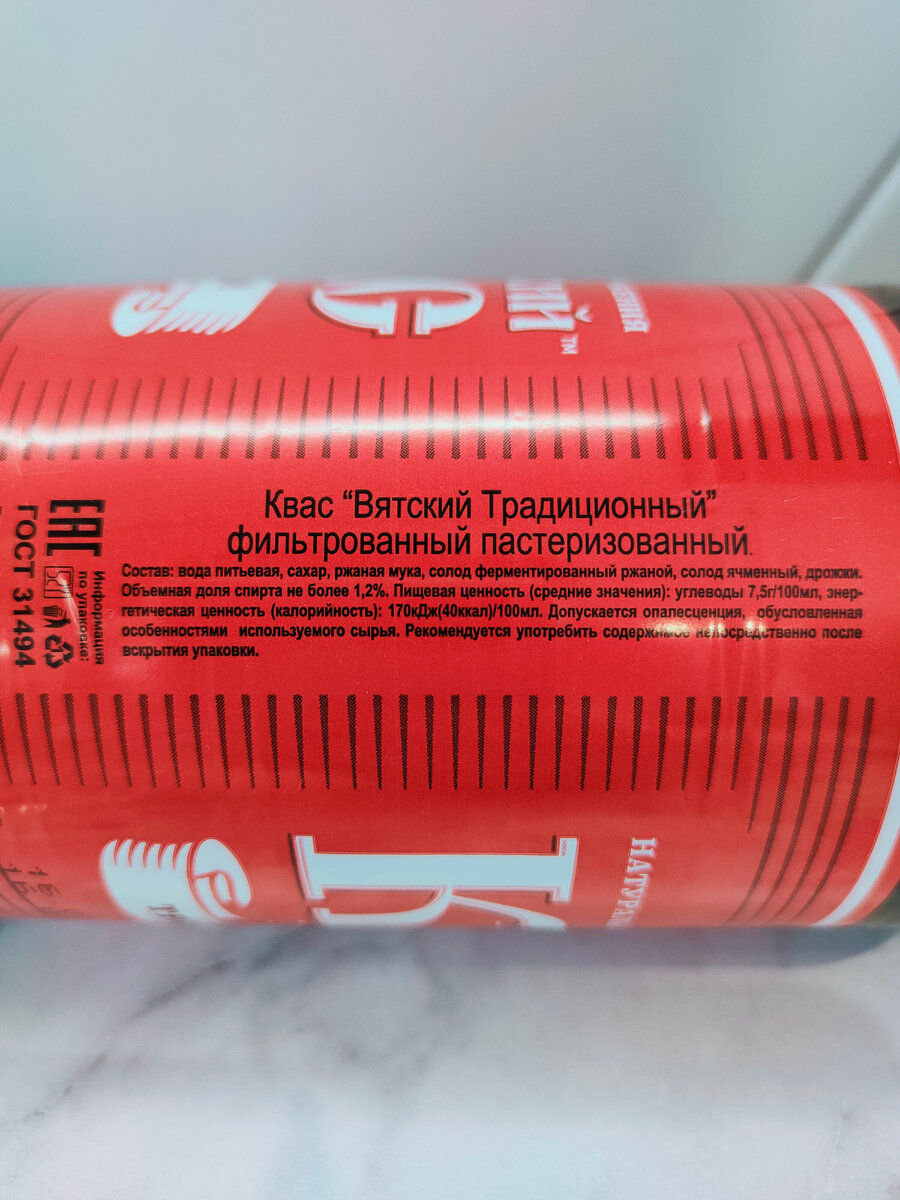 КИЙ™
Квас “Вятский Традиционный”
фильтрованный пастеризованный.
Состав: вода питьевая, сахар, ржаная мука, солод ферментированный ржаной, солод ячменный, дрожжи.
Объемная доля спирта не более 1,2%. Пищевая ценность (средние значения): углеводы 7,5г/100мл, энер-
гетическая ценность (калорийность): 170кДж(40ккал)/100мл. Допускается опалесценция, обусловленная
особенностями используемого сырья. Рекомендуется употребить содержимое непосредственно после
вскрытия упаковки.
ЕАС
ГОСТ 31494
Информация
по упаковке:
К